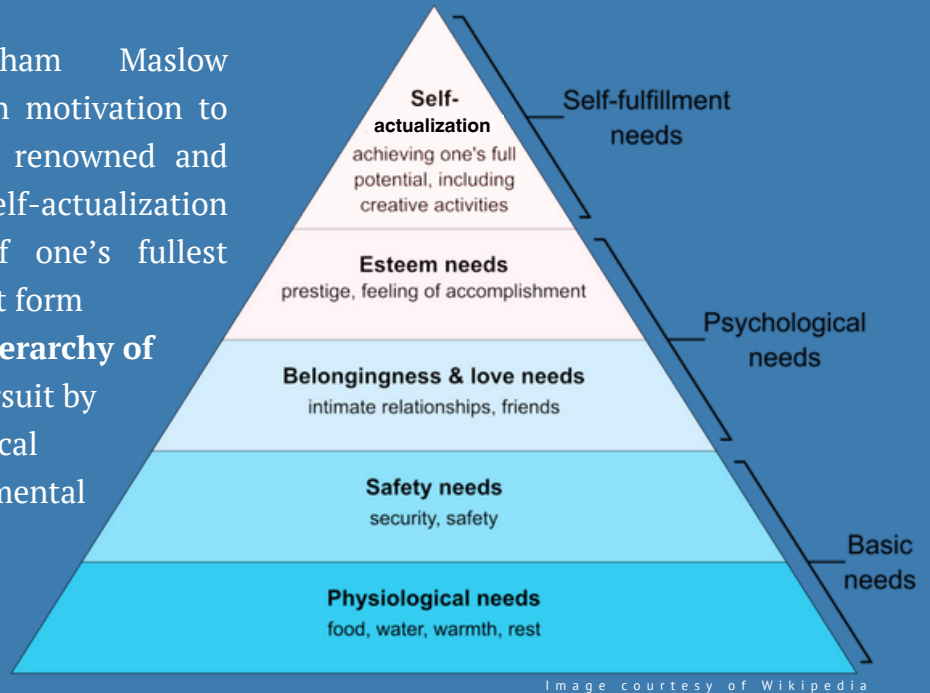 ham Maslow
n motivation to
renowned and
elf-actualization
f one's fullest
t form
erarchy of
rsuit by
cal
mental
Self-
actualization
achieving one's full
potential, including
creative activities
Esteem needs
prestige, feeling of accomplishment
Belongingness & love needs
intimate relationships, friends
Safety needs
security, safety
Physiological needs
food, water, warmth, rest
Self-fulfillment
needs
Psychological
needs
Basic
needs
Image courtesy of Wikipedia